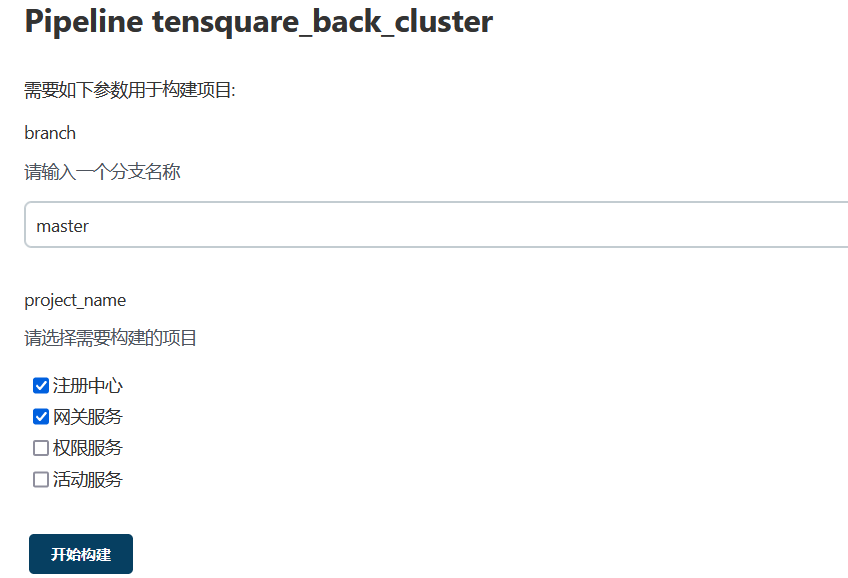 Pipeline tensquare_back_cluster
需要如下参数用于构建项目:
branch
请输入一个分支名称
master
project_name
请选择需要构建的项目
注册中心
网关服务
权限服务
活动服务
开始构建